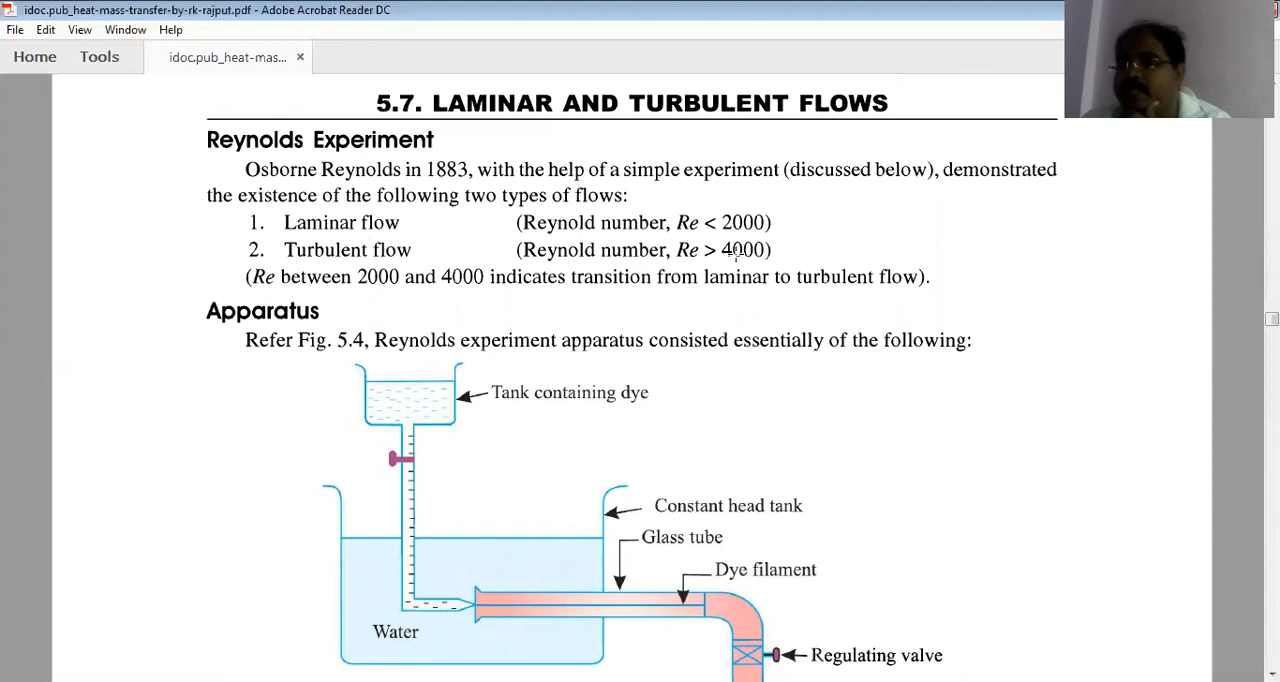 idoc.pub_heat-mass-transfer-by-rk-rajput.pdf - Adobe Acrobat Reader DC
File Edit View Window Help
Home Tools idoc.pub_heat-mas... ×
5.7. LAMINAR AND TURBULENT FLOWS
Reynolds Experiment
Osborne Reynolds in 1883, with the help of a simple experiment (discussed below), demonstrated
the existence of the following two types of flows:
1. Laminar flow (Reynold number, Re < 2000)
2. Turbulent flow (Reynold number, Re > 4000)
(Re between 2000 and 4000 indicates transition from laminar to turbulent flow).
Apparatus
Refer Fig. 5.4, Reynolds experiment apparatus consisted essentially of the following:
Tank containing dye
Constant head tank
Glass tube
Dye filament
Water
Regulating valve